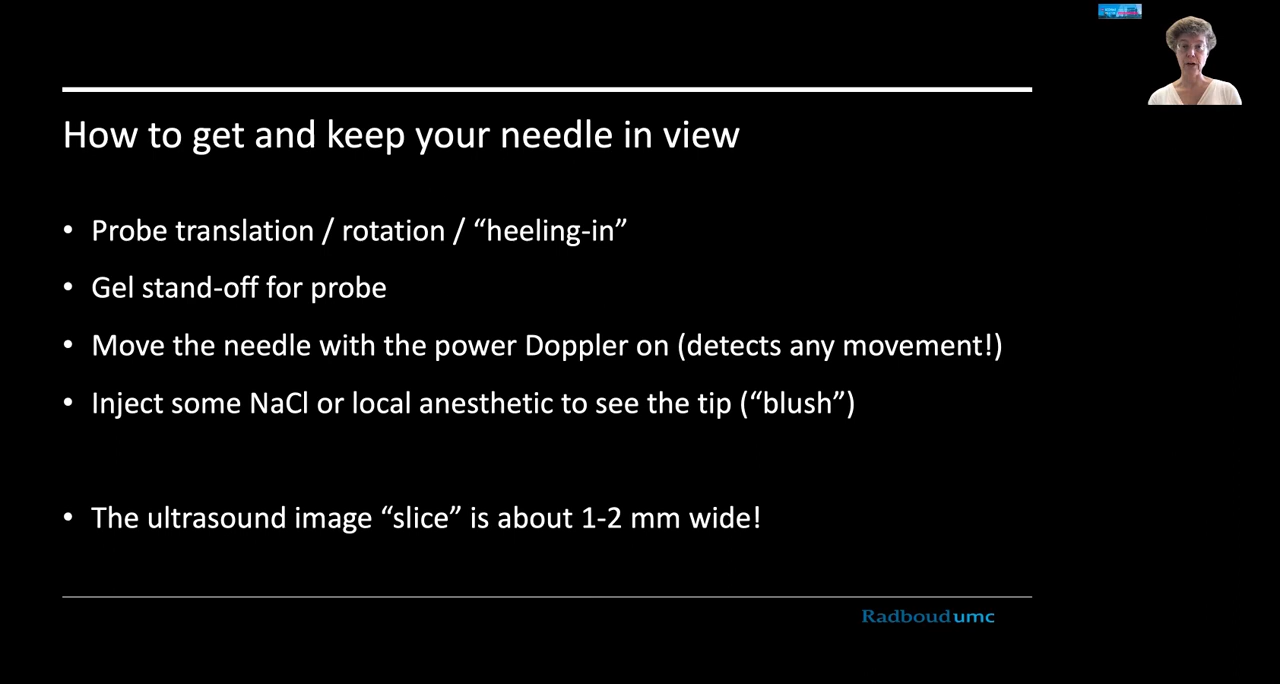 How to get and keep your needle in view
• Probe translation / rotation / “heeling-in”
• Gel stand-off for probe
• Move the needle with the power Doppler on (detects any movement!)
• Inject some NaCl or local anesthetic to see the tip (“blush”)
• The ultrasound image “slice” is about 1-2 mm wide!
Radboudumc